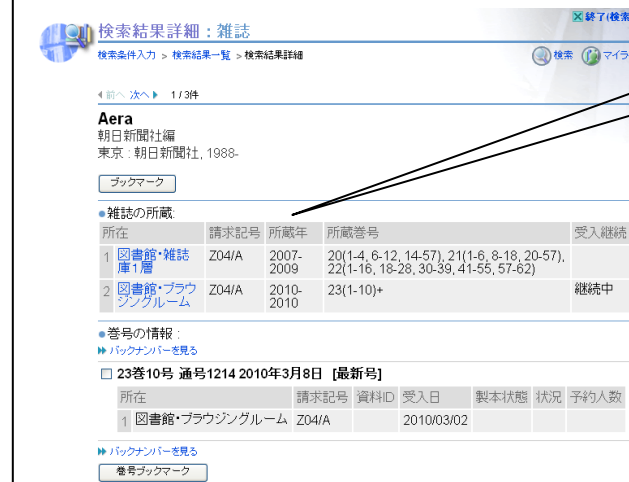 検索結果詳細：雑誌
終了(検索
検索条件入力 > 検索結果一覧 > 検索結果詳細
検索 マイラ
前へ 次へ 1 / 3件
Aera
朝日新聞社編
東京 : 朝日新聞社, 1988-
ブックマーク
雑誌の所蔵:
所在 請求記号 所蔵年 所蔵巻号 受入継続
1 図書館・雑誌庫1層 Z04/A 2007-2009 20(1-4, 6-12, 14-57), 21(1-6, 8-18, 20-57), 22(1-16, 18-28, 30-39, 41-55, 57-62)
2 図書館・ブラウジングルーム Z04/A 2010-2010 23(1-10)+ 継続中
巻号の情報 :
バックナンバーを見る
23巻10号 通号1214 2010年3月8日 [最新号]
所在 請求記号 資料ID 受入日 製本状態 状況 予約人数
1 図書館・ブラウジングルーム Z04/A 2010/03/02
バックナンバーを見る
巻号ブックマーク